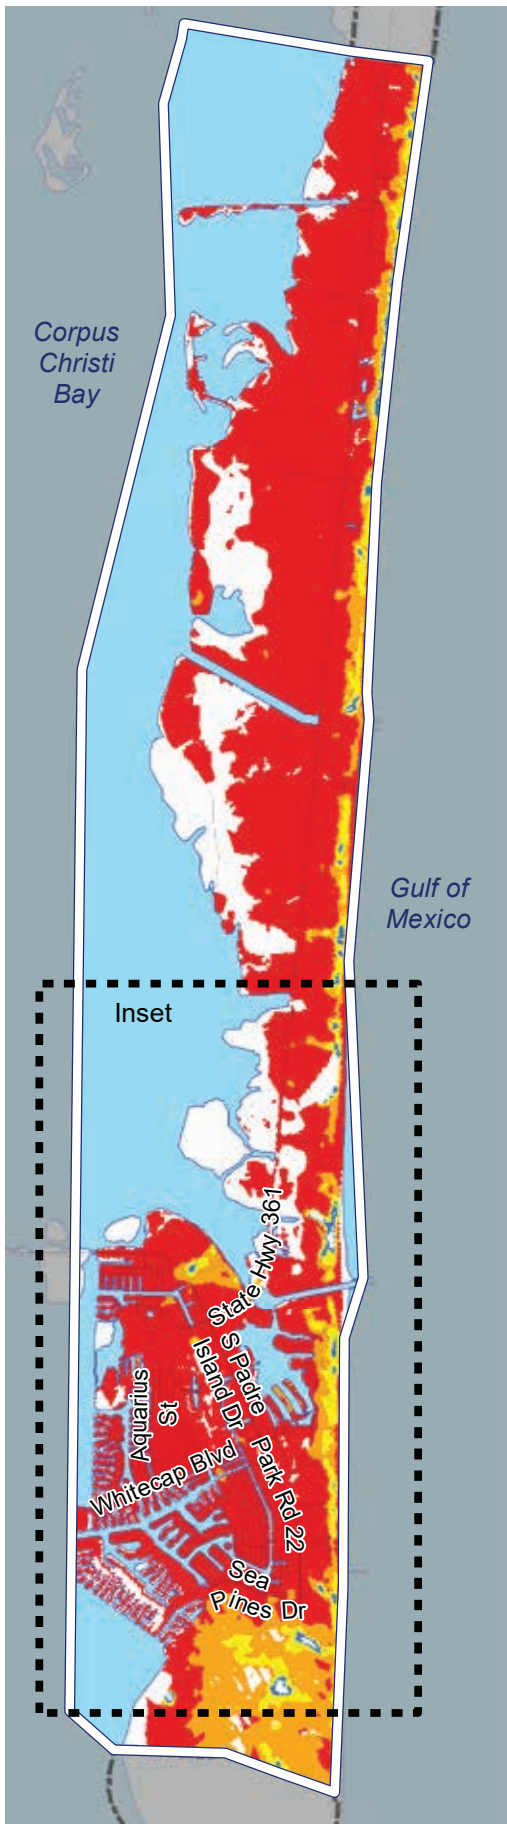 Corpus
Christi
Bay
Gulf of
Mexico
Inset
State Hwy 361
S Padre
Island Dr
Aquarius
St
Whitecap Blvd
Park Rd 22
Sea
Pines Dr